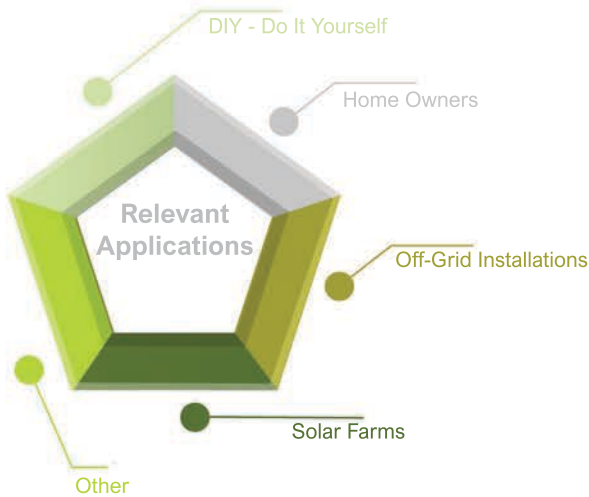 DIY - Do It Yourself
Home Owners
Relevant
Applications
Off-Grid Installations
Solar Farms
Other